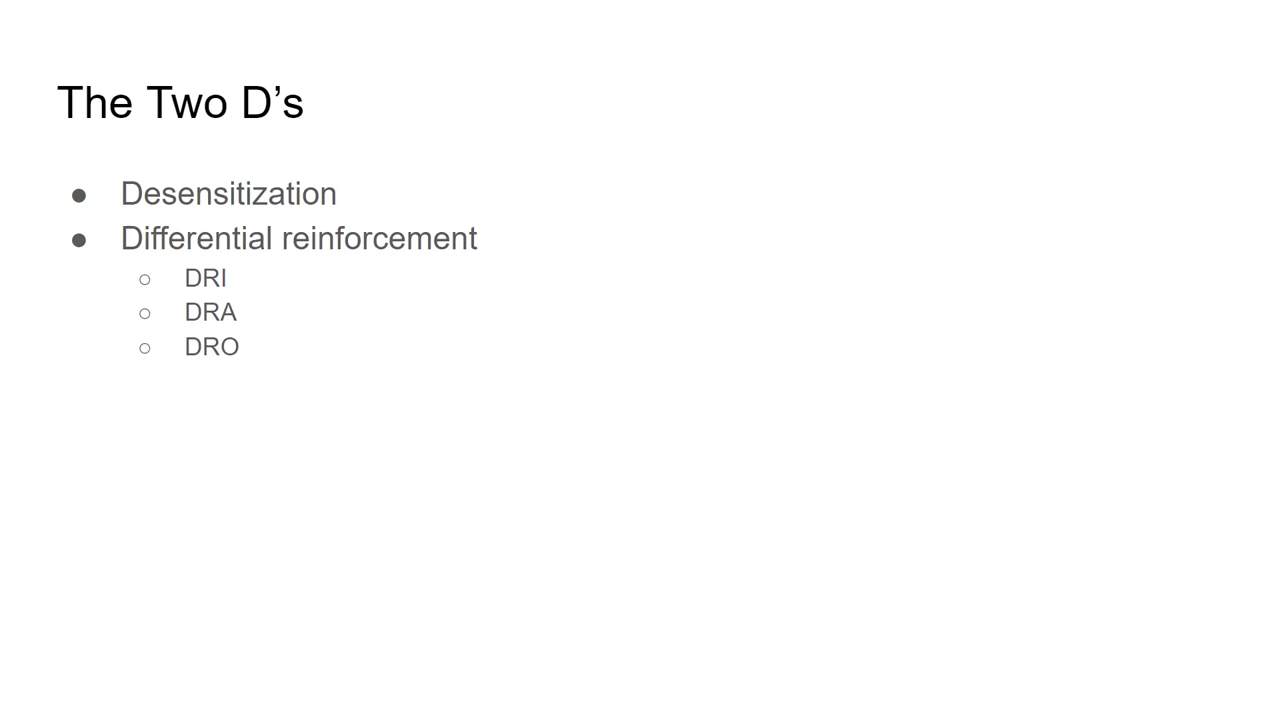 The Two D’s
● Desensitization
● Differential reinforcement
○ DRI
○ DRA
○ DRO